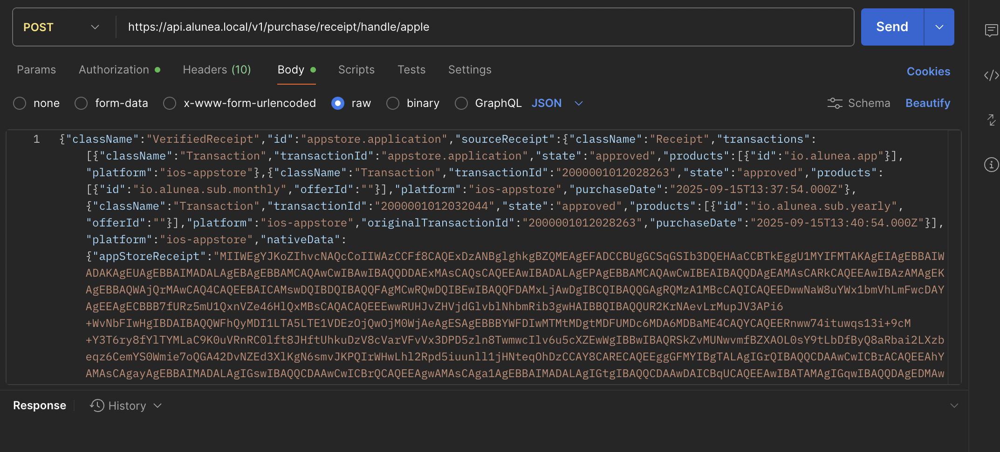 POST
https://api.alunea.local/v1/purchase/receipt/handle/apple
Send
Params Authorization Headers (10) Body Scripts Tests Settings Cookies
none form-data x-www-form-urlencoded raw binary GraphQL JSON Schema Beautify
1 {"className":"VerifiedReceipt","id":"appstore.application","sourceReceipt":{"className":"Receipt","transactions":
[{"className":"Transaction","transactionId":"appstore.application","state":"approved","products":[{"id":"io.alunea.app"}],
"platform":"ios-appstore"},{"className":"Transaction","transactionId":"2000001012028263","state":"approved","products":
[{"id":"io.alunea.sub.monthly","offerId":""}],"platform":"ios-appstore","purchaseDate":"2025-09-15T13:37:54.000Z"},
{"className":"Transaction","transactionId":"2000001012032044","state":"approved","products":[{"id":"io.alunea.sub.yearly",
"offerId":""}],"platform":"ios-appstore","originalTransactionId":"2000001012028263","purchaseDate":"2025-09-15T13:40:54.000Z"}],
"platform":"ios-appstore","nativeData":
{"appStoreReceipt":"MIIWEgYJKoZIhvcNAQcCoIIWAzCCFf8CAQExDzANBglghkgBZQMEAgEFADCCBUgGCSqGSIb3DQEHAaCCBTkEggU1MYIFMTAKAgEIAgEBBAIW
ADAKAgEUAgEBBAIMADALAgEBAgEBBAMCAQAwCwIBAwIBAQQDDAExMAsCAQsCAQEEAwIBADALAgEPAgEBBAMCAQAwCwIBEAIBAQQDAgEAMAsCARkCAQEEAwIBAzAMAgEK
AgEBBAQWAjQrMAwCAQ4CAQEEBAICAMswDQIBDQIBAQQFAgMCwRQwDQIBEwIBAQQFDAMxLjAwDgIBCQIBAQQGAgRQMzA1MBcCAQICAQEEDwwNaW8uYWx1bmVhLmFwcDAY
AgEEAgECBBB7fURz5mU1QxnVZe46HlQxMBsCAQACAQEEEwwRUHJvZHVjdGlvblNhbmRib3gwHAIBBQIBAQQUR2KrNAevLrMupJV3APi6
+WvNbFIwHgIBDAIBAQQWFhQyMDI1LTA5LTE1VDEzOjQwOjM0WjAeAgESAgEBBBYWFDIwMTMtMDgtMDFUMDc6MDA6MDBaME4CAQYCAQEERnww74ituwqs13i+9cM
+Y3T6ry8fYlTYMLaC9K0uVRnRC0lft8JHftUhkuDzV8cVarVFvVx3DPD5zln8TwmwcIlv6u5cXZEwWgIBBwIBAQRSkZvMUNwvmfBZXAOL0sY9tLbDfByQ8aRbai2LXzb
eqz6CemYS0Wmie7oQGA42DvNZEd3XlKgN6smvJKPQIrWHwLhl2Rpd5iuunll1jHNteqOhDzCCAY8CARECAQEEggGFMYIBgTALAgIGrQIBAQQCDAAwCwICBrACAQEEAhY
AMAsCAgayAgEBBAIMADALAgIGswIBAQQCDAAwCwICBrQCAQEEAgwAMAsCAga1AgEBBAIMADALAgIGtgIBAQQCDAAwDAICBqUCAQEEAwIBATAMAgIGqwIBAQQDAgEDMAw
Response History